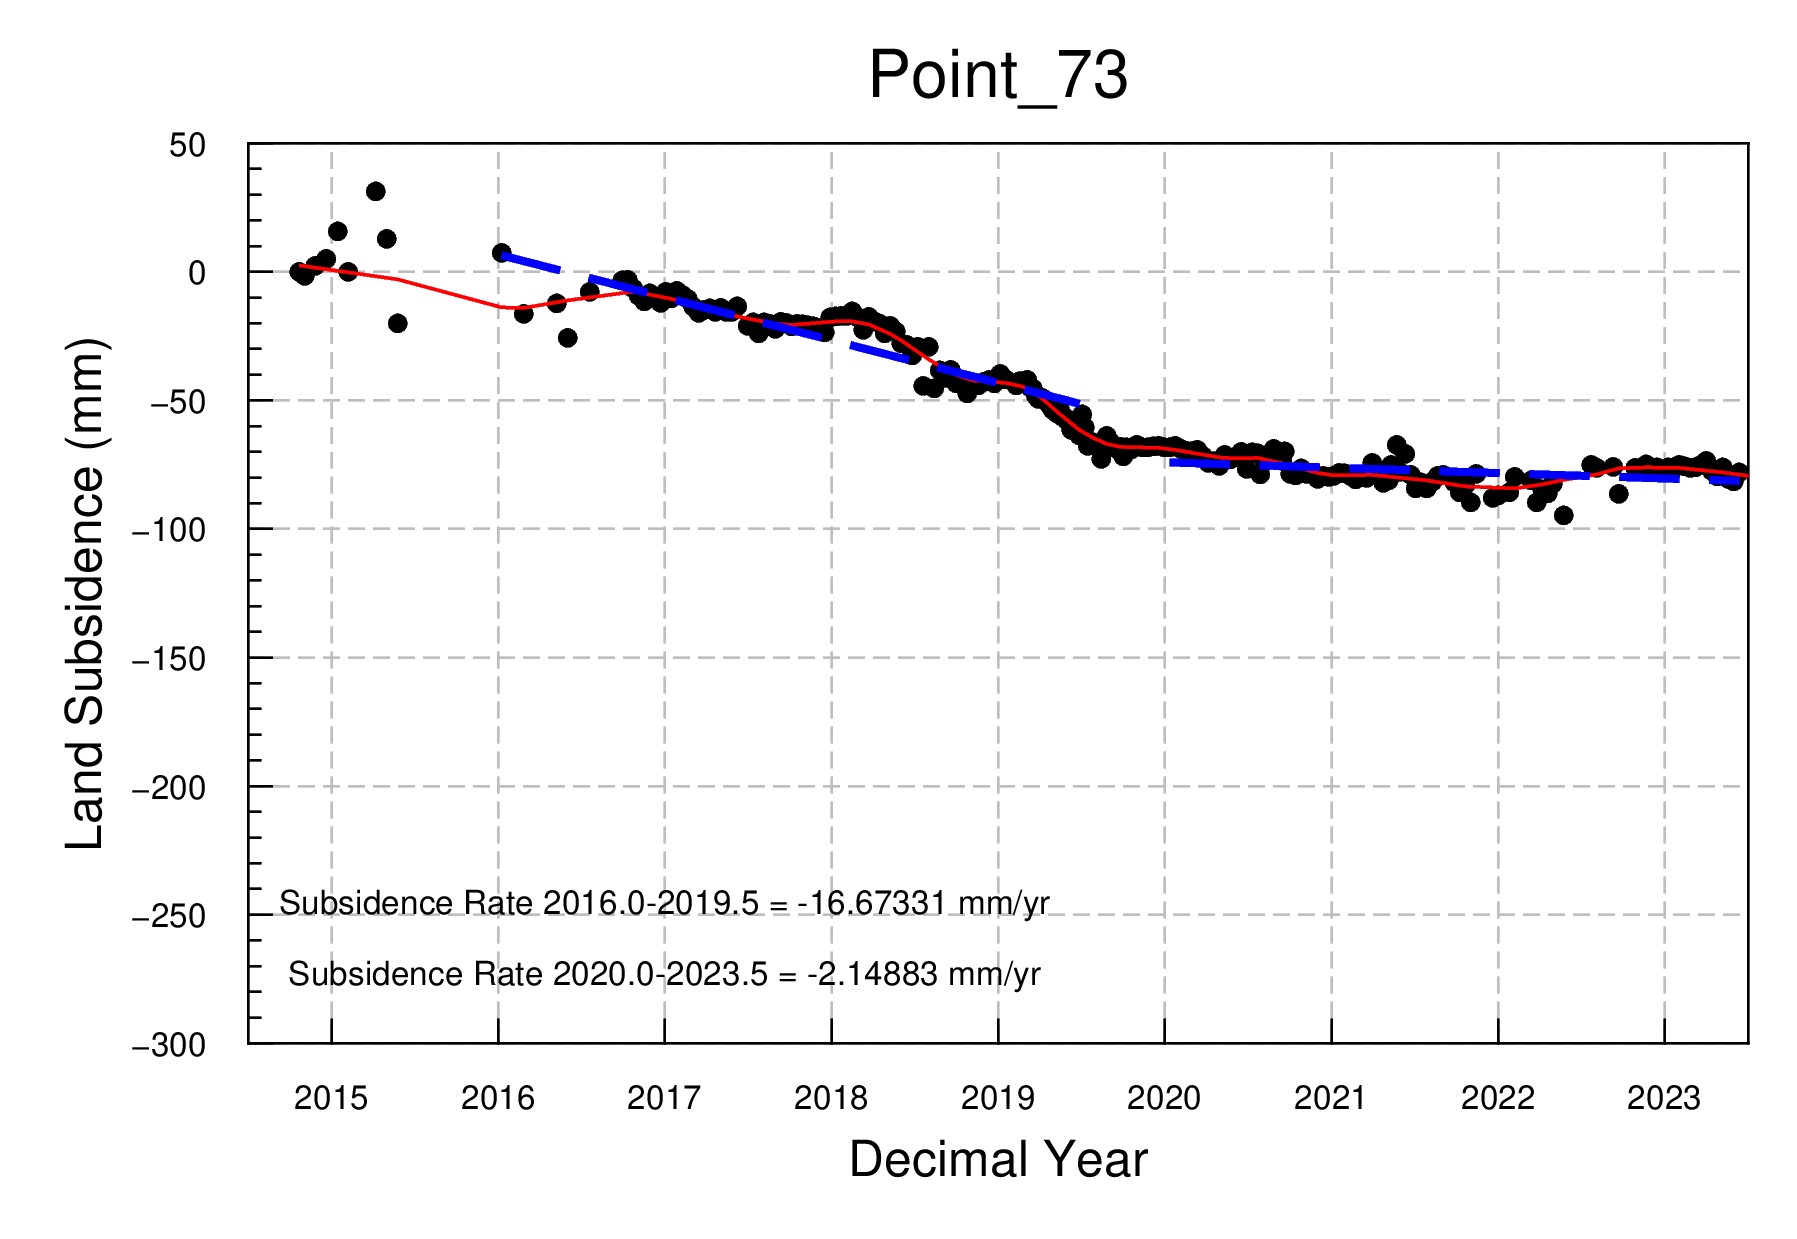 Point_73
50
0
−50
−100
−150
−200
−250
−300
Land Subsidence (mm)
Subsidence Rate 2016.0-2019.5 = -16.67331 mm/yr
Subsidence Rate 2020.0-2023.5 = -2.14883 mm/yr
2015 2016 2017 2018 2019 2020 2021 2022 2023
Decimal Year